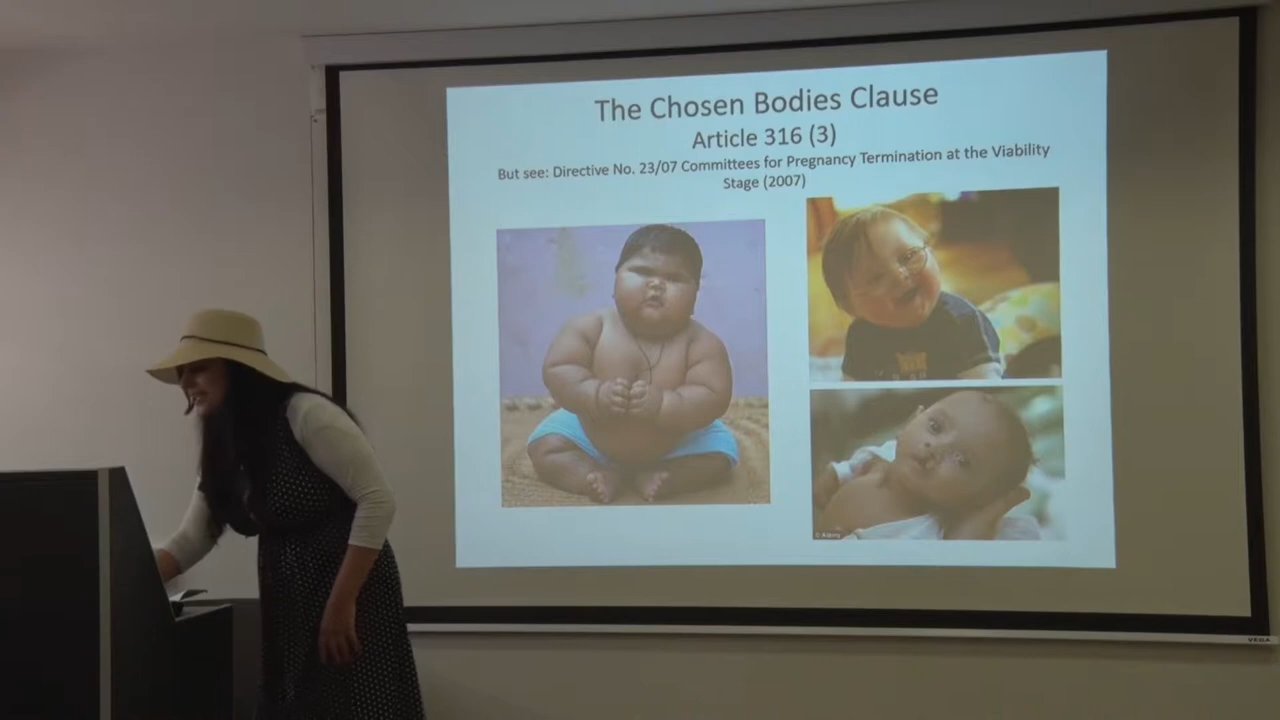 The Chosen Bodies Clause
Article 316 (3)
But see: Directive No. 23/07 Committees for Pregnancy Termination at the Viability
Stage (2007)
© Alamy
VEGA